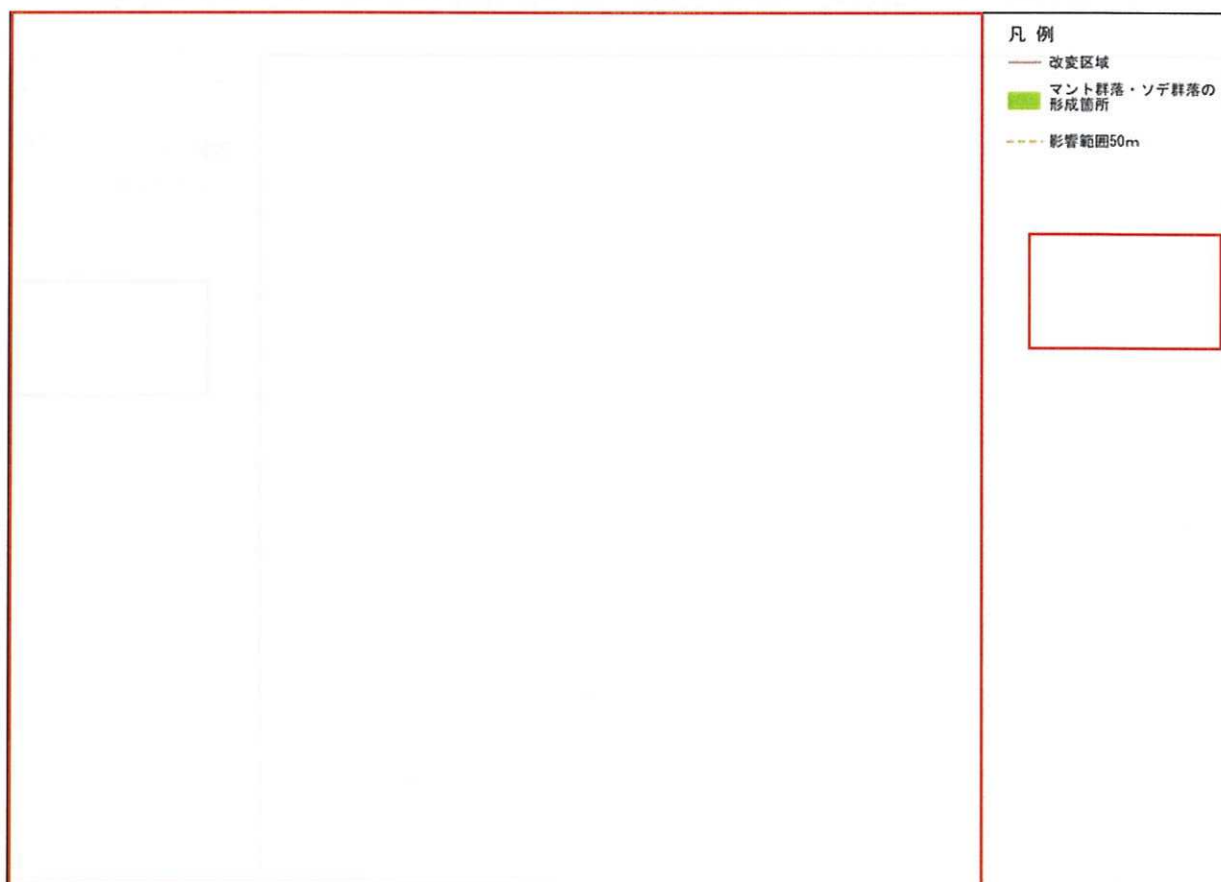 凡 例
改変区域
マント群落・ソデ群落の
形成箇所
影響範囲50m